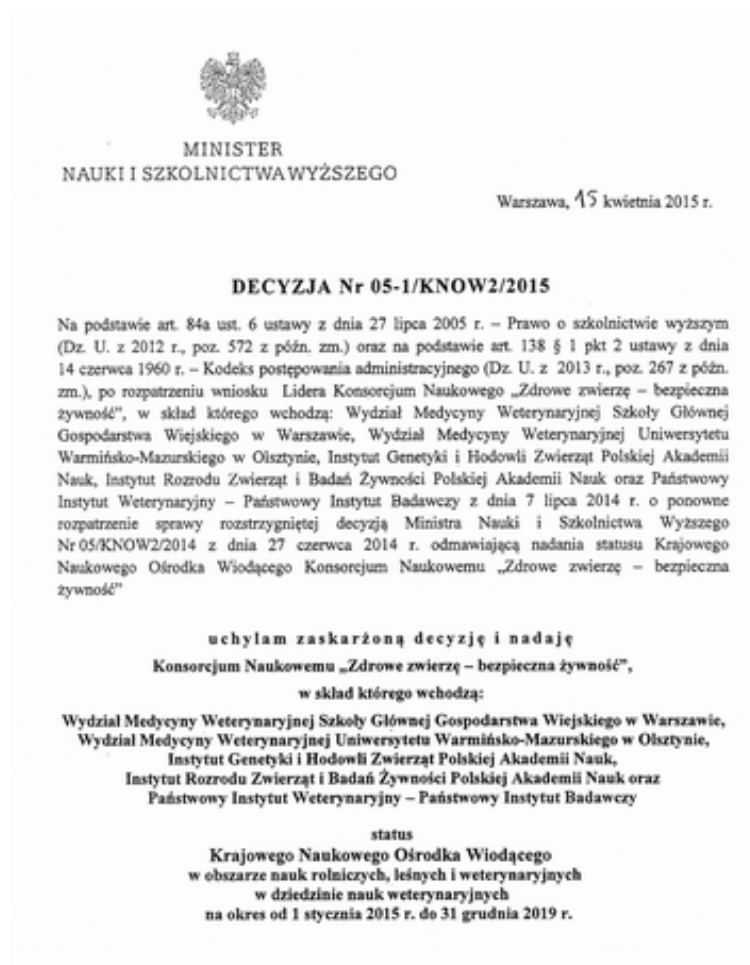 MINISTER
NAUKI I SZKOLNICTWA WYŻSZEGO
Warszawa, 15 kwietnia 2015 r.
DECYZJA Nr 05-1/KNOW2/2015
Na podstawie art. 84a ust. 6 ustawy z dnia 27 lipca 2005 r. – Prawo o szkolnictwie wyższym
(Dz. U. z 2012 r., poz. 572 z późn. zm.) oraz na podstawie art. 138 § 1 pkt 2 ustawy z dnia
14 czerwca 1960 r. – Kodeks postępowania administracyjnego (Dz. U. z 2013 r., poz. 267 z późn.
zm.), po rozpatrzeniu wniosku Lidera Konsorcjum Naukowego „Zdrowe zwierzę – bezpieczna
żywność”, w skład którego wchodzą: Wydział Medycyny Weterynaryjnej Szkoły Głównej
Gospodarstwa Wiejskiego w Warszawie, Wydział Medycyny Weterynaryjnej Uniwersytetu
Warmińsko-Mazurskiego w Olsztynie, Instytut Genetyki i Hodowli Zwierząt Polskiej Akademii
Nauk, Instytut Rozrodu Zwierząt i Badań Żywności Polskiej Akademii Nauk oraz Państwowy
Instytut Weterynaryjny – Państwowy Instytut Badawczy z dnia 7 lipca 2014 r. o ponowne
rozpatrzenie sprawy rozstrzygniętej decyzją Ministra Nauki i Szkolnictwa Wyższego
Nr 05/KNOW2/2014 z dnia 27 czerwca 2014 r. odmawiającą nadania statusu Krajowego
Naukowego Ośrodka Wiodącego Konsorcjum Naukowemu „Zdrowe zwierzę – bezpieczna
żywność”
uchylam zaskarżoną decyzję i nadaję
Konsorcjum Naukowemu „Zdrowe zwierzę – bezpieczna żywność”,
w skład którego wchodzą:
Wydział Medycyny Weterynaryjnej Szkoły Głównej Gospodarstwa Wiejskiego w Warszawie,
Wydział Medycyny Weterynaryjnej Uniwersytetu Warmińsko-Mazurskiego w Olsztynie,
Instytut Genetyki i Hodowli Zwierząt Polskiej Akademii Nauk,
Instytut Rozrodu Zwierząt i Badań Żywności Polskiej Akademii Nauk oraz
Państwowy Instytut Weterynaryjny – Państwowy Instytut Badawczy
status
Krajowego Naukowego Ośrodka Wiodącego
w obszarze nauk rolniczych, leśnych i weterynaryjnych
w dziedzinie nauk weterynaryjnych
na okres od 1 stycznia 2015 r. do 31 grudnia 2019 r.